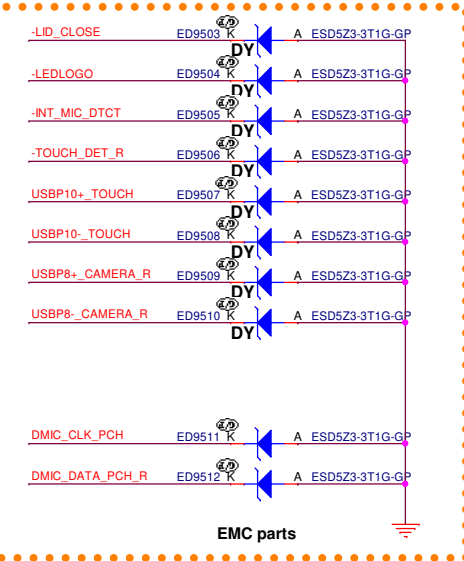 -LID_CLOSE ED9503 K A ESD5Z3-3T1G-GP
DY
-LEDLOGO ED9504 K A ESD5Z3-3T1G-GP
DY
-INT_MIC_DTCT ED9505 K A ESD5Z3-3T1G-GP
DY
-TOUCH_DET_R ED9506 K A ESD5Z3-3T1G-GP
DY
USBP10+_TOUCH ED9507 K A ESD5Z3-3T1G-GP
DY
USBP10-_TOUCH ED9508 K A ESD5Z3-3T1G-GP
DY
USBP8+_CAMERA_R ED9509 K A ESD5Z3-3T1G-GP
DY
USBP8-_CAMERA_R ED9510 K A ESD5Z3-3T1G-GP
DY
DMIC_CLK_PCH ED9511 K A ESD5Z3-3T1G-GP
DMIC_DATA_PCH_R ED9512 K A ESD5Z3-3T1G-GP
EMC parts